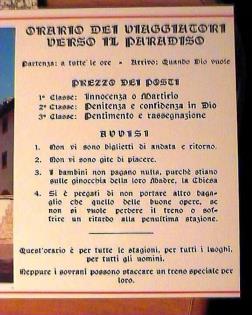 ORARIO DEI VIAGGIATORI
VERSO IL PARADISO
Partenza: a tutte le ore - Arrivo: Quando Dio vuole
PREZZO DEI POSTI
1ª Classe: Innocenza o Martirio
2ª Classe: Penitenza e confidenza in Dio
3ª Classe: Pentimento e rassegnazione
AVVISI
1. Non vi sono biglietti di andata e ritorno.
2. Non vi sono gite di piacere.
3. I bambini non pagano nulla, purchè stiano
sulle ginocchia della loro Madre, la Chiesa
4. Si è pregati di non portare altro baga-
glio che quello delle buone opere, se
non si vuole perdere il treno o sof-
frire un ritardo alla penultima stazione.
Quest'orario è per tutte le stagioni, per tutti i luoghi,
per tutti gli uomini.
Neppure i sovrani possono staccare un treno speciale per
loro.